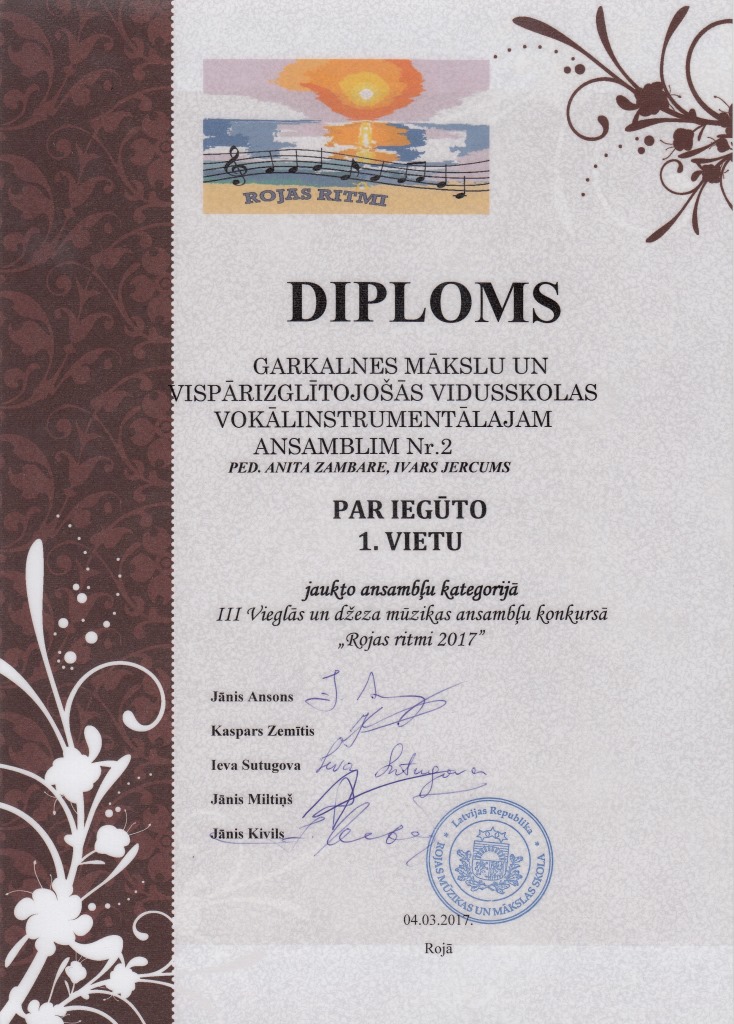 ROJAS RITMI
DIPLOMS
GARKALNES MĀKSLU UN
VISPĀRIZGLĪTOJOŠĀS VIDUSSKOLAS
VOKĀLINSTRUMENTĀLAJAM
ANSAMBLIM Nr.2
PED. ANITA ZAMBARE, IVARS JERCUMS
PAR IEGŪTO
1. VIETU
jaukto ansambļu kategorijā
III Vieglās un džeza mūzikas ansambļu konkursā
„Rojas ritmi 2017”
Jānis Ansons
Kaspars Zemītis
Ieva Sutugova Ieva Sutugova
Jānis Miltiņš
Jānis Kivils
Latvijas Republika
ROJAS MŪZIKAS UN MĀKSLAS SKOLA
04.03.2017.
Rojā